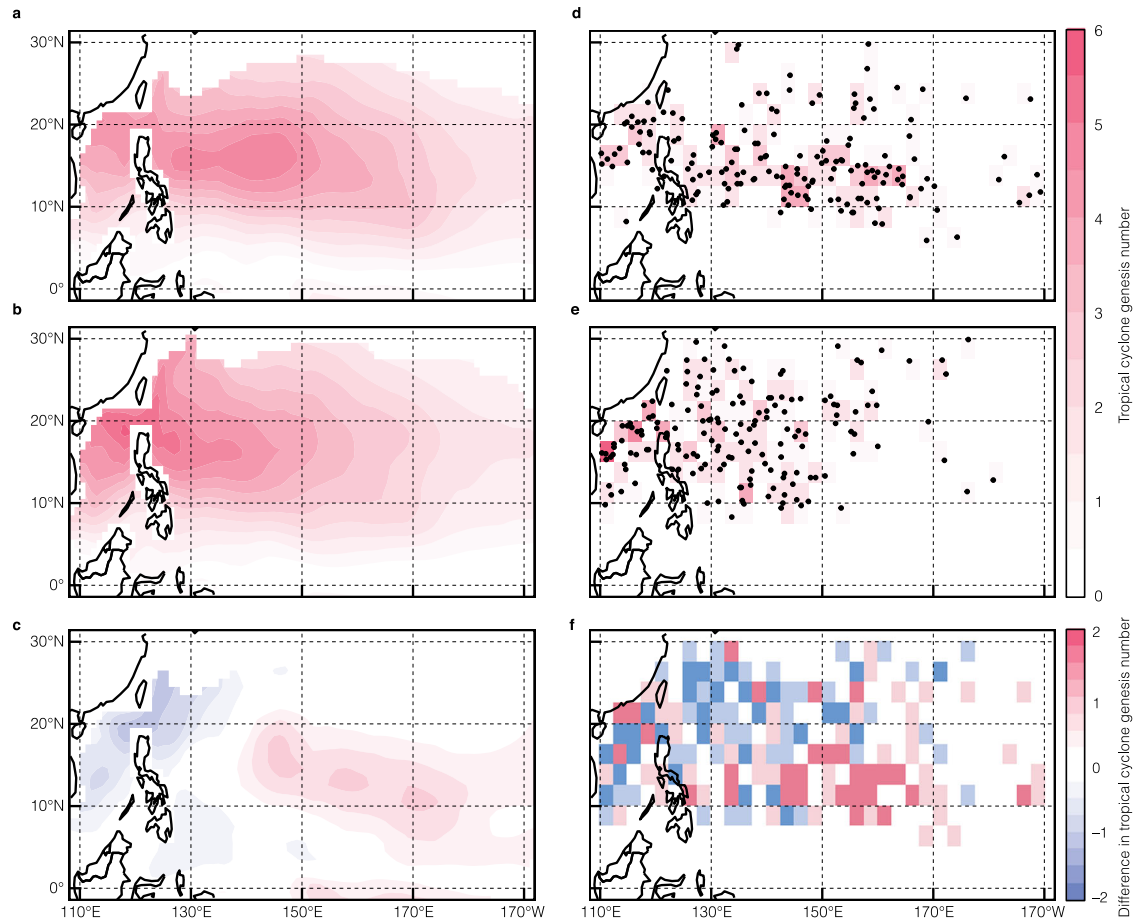 a
30°N
20°N
10°N
0°
b
30°N
20°N
10°N
0°
c
30°N
20°N
10°N
0°
110°E 130°E 150°E 170°E 170°W
d
e
f
110°E 130°E 150°E 170°E 170°W
6
5
4
3
2
1
0
Tropical cyclone genesis number
2
1
0
–1
–2
Difference in tropical cyclone genesis number